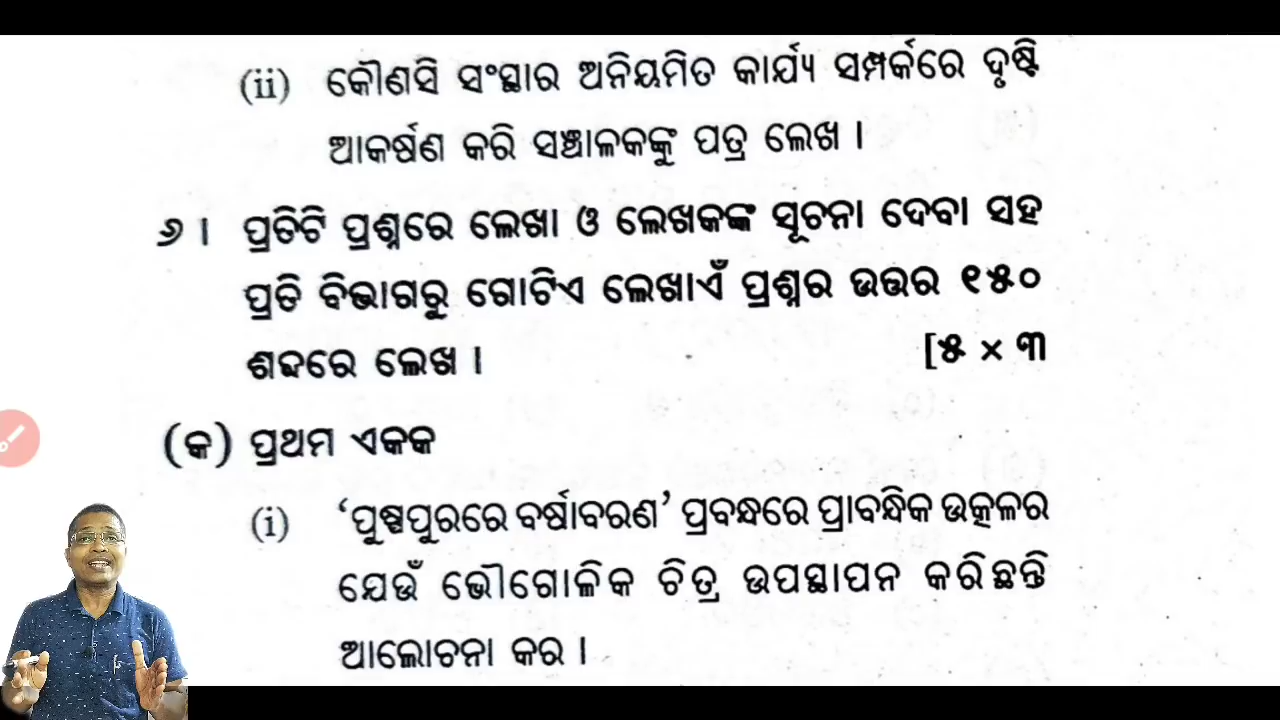 (ii) କୌଣସି ସଂସ୍ଥାର ଅନିୟମିତ କାର୍ଯ୍ୟ ସମ୍ପର୍କରେ ଦୃଷ୍ଟି
ଆକର୍ଷଣ କରି ସଞ୍ଚାଳକଙ୍କୁ ପତ୍ର ଲେଖ ।
୬ । ପ୍ରତିଟି ପ୍ରଶ୍ନରେ ଲେଖା ଓ ଲେଖକଙ୍କ ସୂଚନା ଦେବା ସହ
ପ୍ରତି ବିଭାଗରୁ ଗୋଟିଏ ଲେଖାଏଁ ପ୍ରଶ୍ନର ଉତ୍ତର ୧୫୦
ଶବ୍ଦରେ ଲେଖ । [୫ × ୩
(କ) ପ୍ରଥମ ଏକକ
(i) ‘ପୁଷ୍ପପୁରରେ ବର୍ଷାବରଣ’ ପ୍ରବନ୍ଧରେ ପ୍ରାବନ୍ଧିକ ଉତ୍କଳର
ଯେଉଁ ଭୌଗୋଳିକ ଚିତ୍ର ଉପସ୍ଥାପନ କରିଛନ୍ତି
ଆଲୋଚନା କର ।